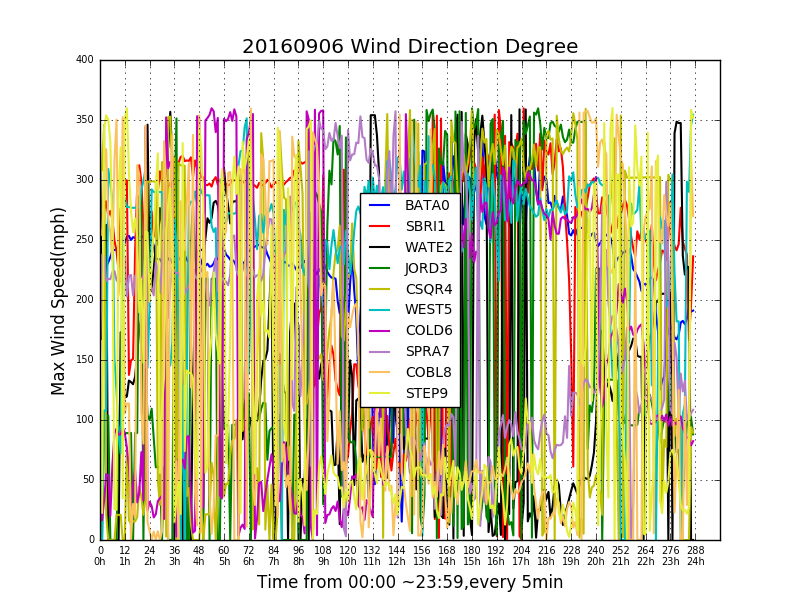 20160906 Wind Direction Degree
Max Wind Speed(mph)
400
350
300
250
200
150
100
50
0
BATA0
SBRI1
WATE2
JORD3
CSQR4
WEST5
COLD6
SPRA7
COBL8
STEP9
0 12 24 36 48 60 72 84 96 108 120 132 144 156 168 180 192 204 216 228 240 252 264 276 288
0h 1h 2h 3h 4h 5h 6h 7h 8h 9h 10h 11h 12h 13h 14h 15h 16h 17h 18h 19h 20h 21h 22h 23h 24h
Time from 00:00 ~23:59,every 5min